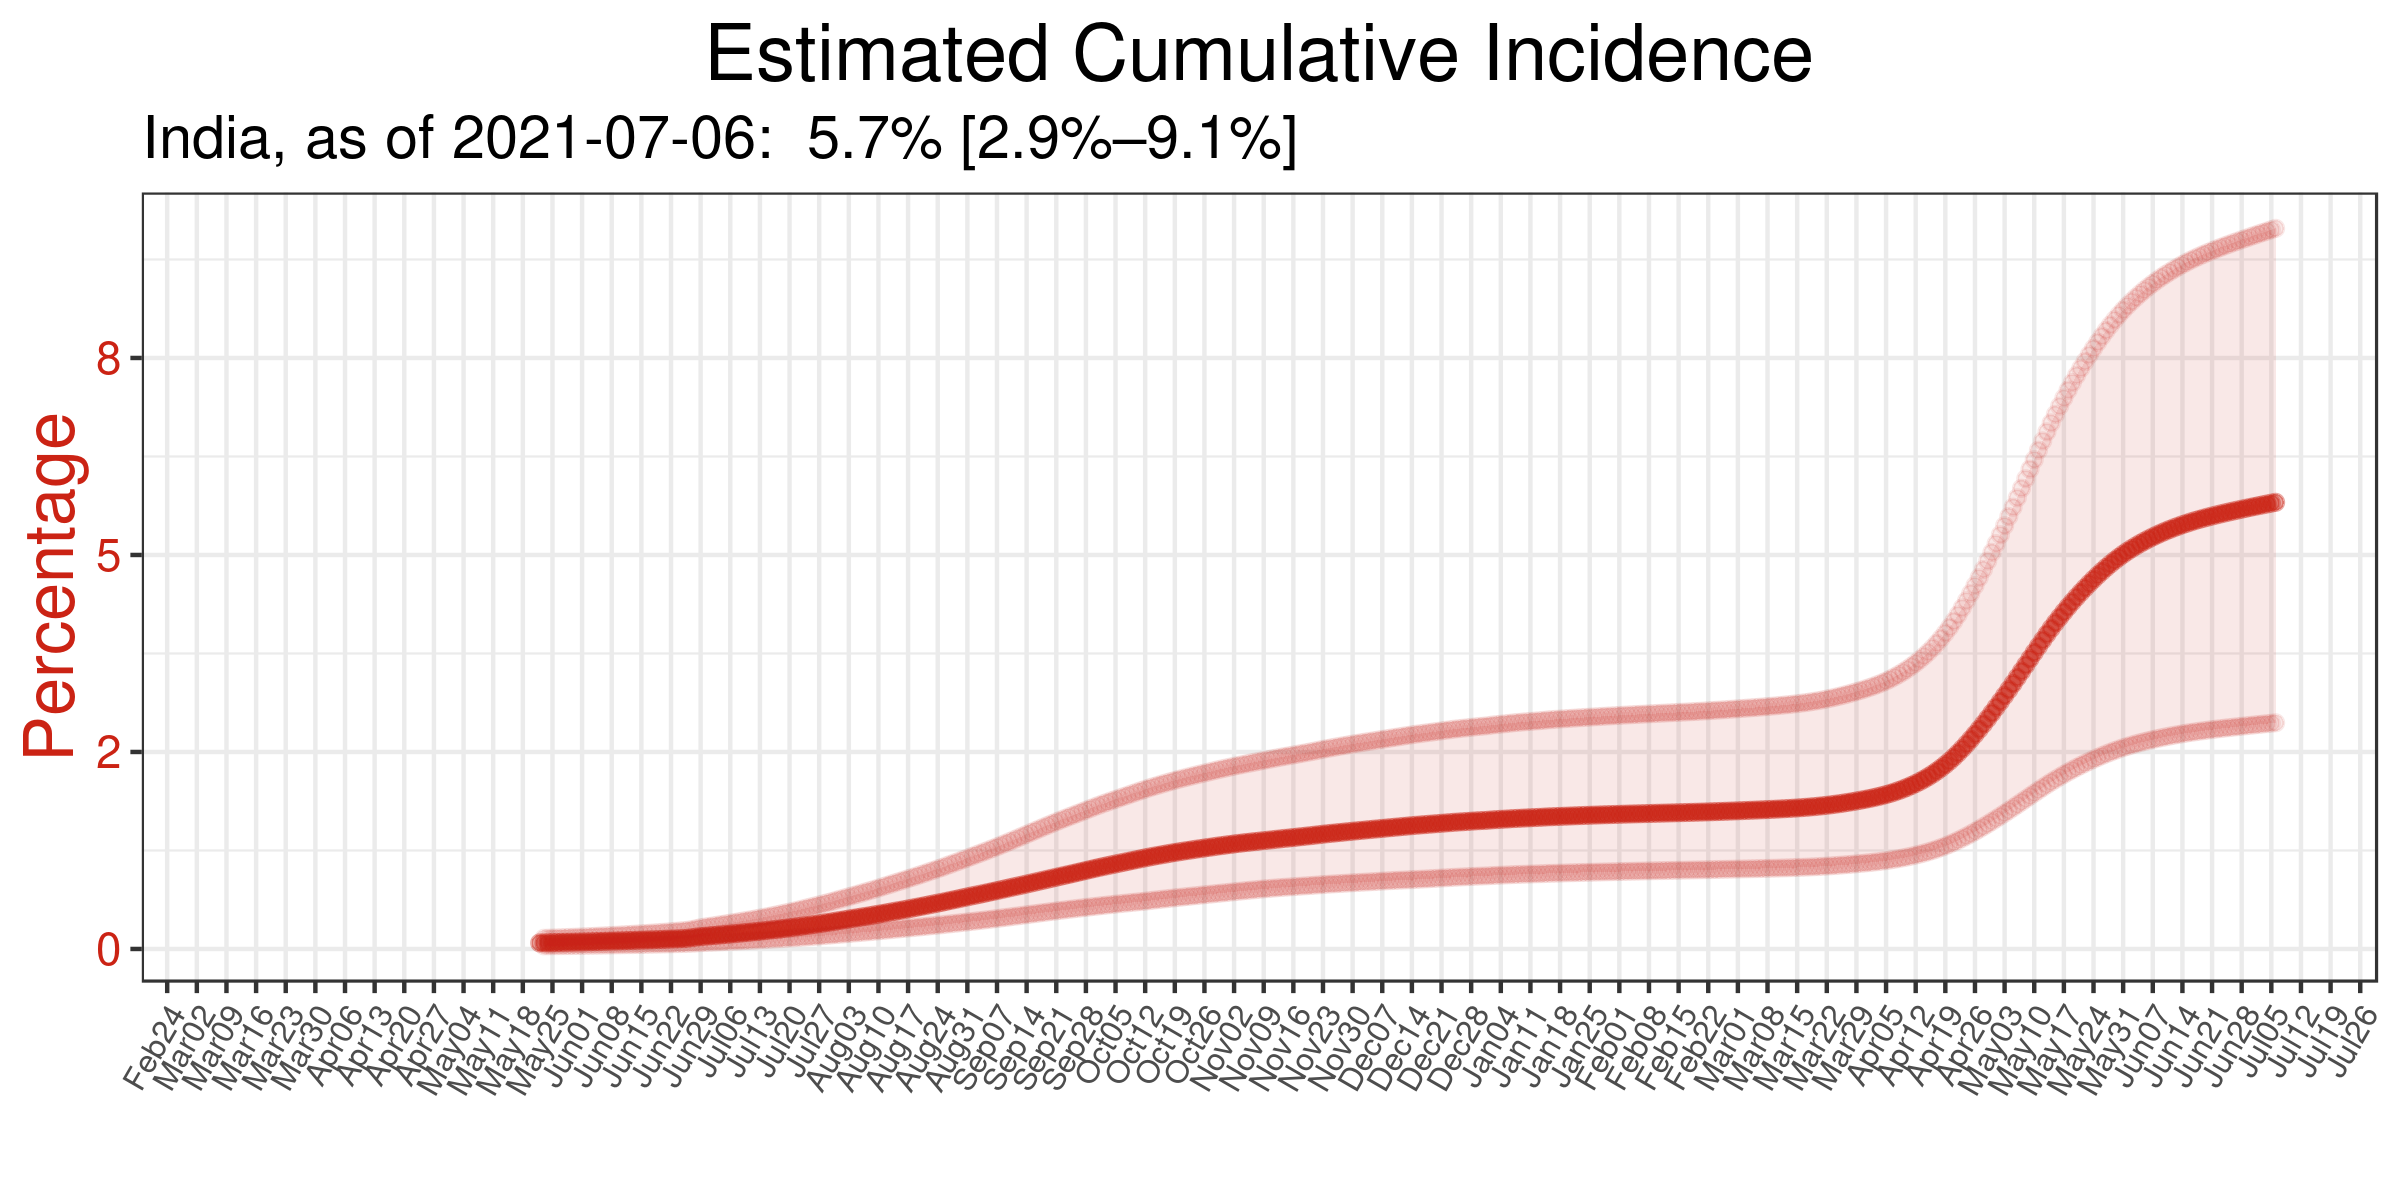 Estimated Cumulative Incidence
India, as of 2021-07-06:  5.7% [2.9%–9.1%]
Percentage
8
5
2
0
Feb24
Mar02
Mar09
Mar16
Mar23
Mar30
Apr06
Apr13
Apr20
Apr27
May04
May11
May18
May25
Jun01
Jun08
Jun15
Jun22
Jun29
Jul06
Jul13
Jul20
Jul27
Aug03
Aug10
Aug17
Aug24
Aug31
Sep07
Sep14
Sep21
Sep28
Oct05
Oct12
Oct19
Oct26
Nov02
Nov09
Nov16
Nov23
Nov30
Dec07
Dec14
Dec21
Dec28
Jan04
Jan11
Jan18
Jan25
Feb01
Feb08
Feb15
Feb22
Mar01
Mar08
Mar15
Mar22
Mar29
Apr05
Apr12
Apr19
Apr26
May03
May10
May17
May24
May31
Jun07
Jun14
Jun21
Jun28
Jul05
Jul12
Jul19
Jul26